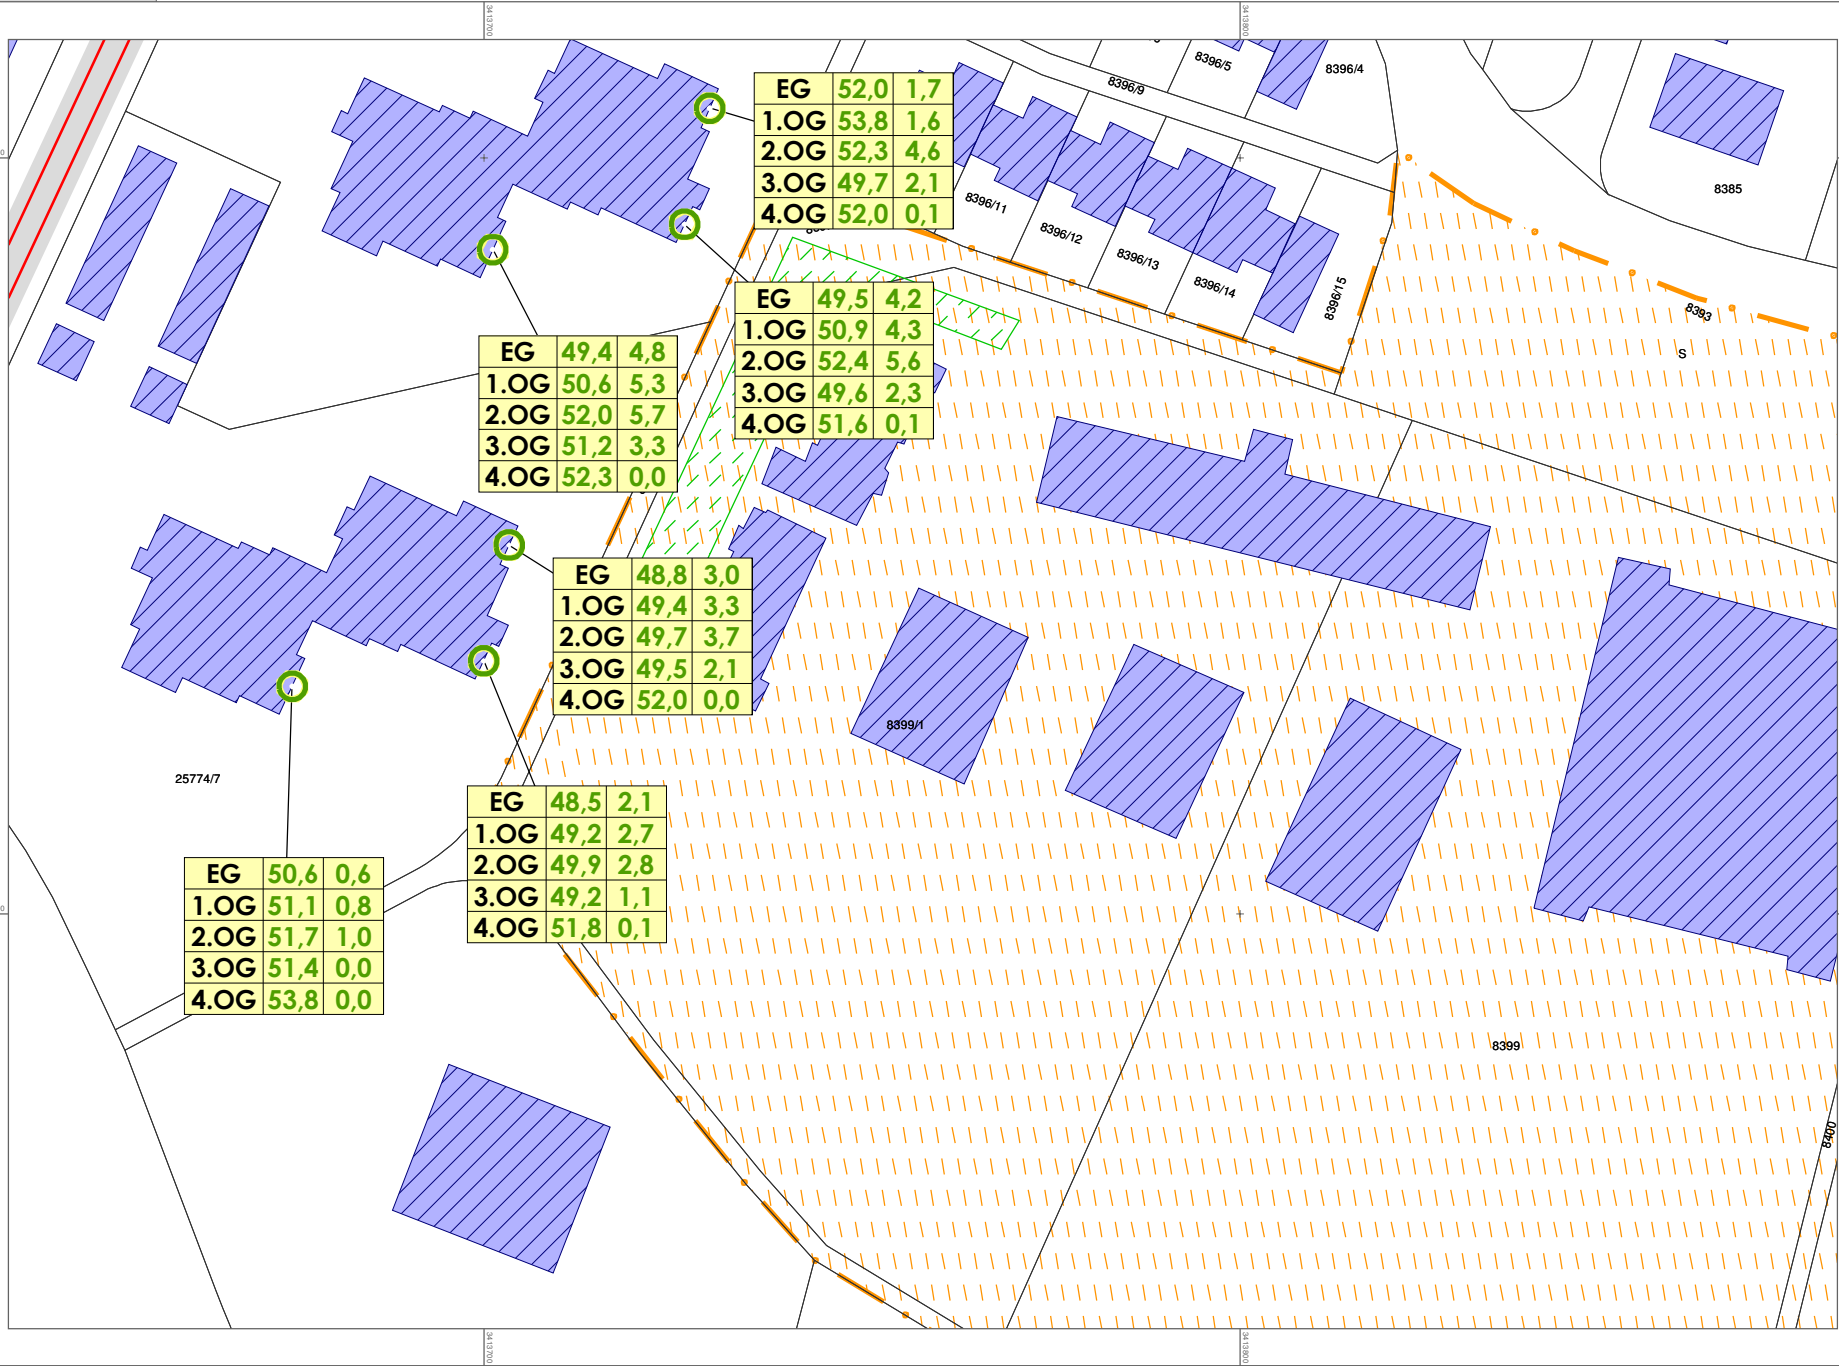 3413700
3413800
8396/5
8396/4
8396/9
EG 52,0 1,7
1.OG 53,8 1,6
2.OG 52,3 4,6
3.OG 49,7 2,1
4.OG 52,0 0,1
8385
8396/11
8396/12
8396/13
8396/14
8396/15
8393
S
EG 49,5 4,2
1.OG 50,9 4,3
2.OG 52,4 5,6
3.OG 49,6 2,3
4.OG 51,6 0,1
EG 49,4 4,8
1.OG 50,6 5,3
2.OG 52,0 5,7
3.OG 51,2 3,3
4.OG 52,3 0,0
EG 48,8 3,0
1.OG 49,4 3,3
2.OG 49,7 3,7
3.OG 49,5 2,1
4.OG 52,0 0,0
8399/1
25774/7
EG 48,5 2,1
1.OG 49,2 2,7
2.OG 49,9 2,8
3.OG 49,2 1,1
4.OG 51,8 0,1
EG 50,6 0,6
1.OG 51,1 0,8
2.OG 51,7 1,0
3.OG 51,4 0,0
4.OG 53,8 0,0
8399
8400
3413700
3413800